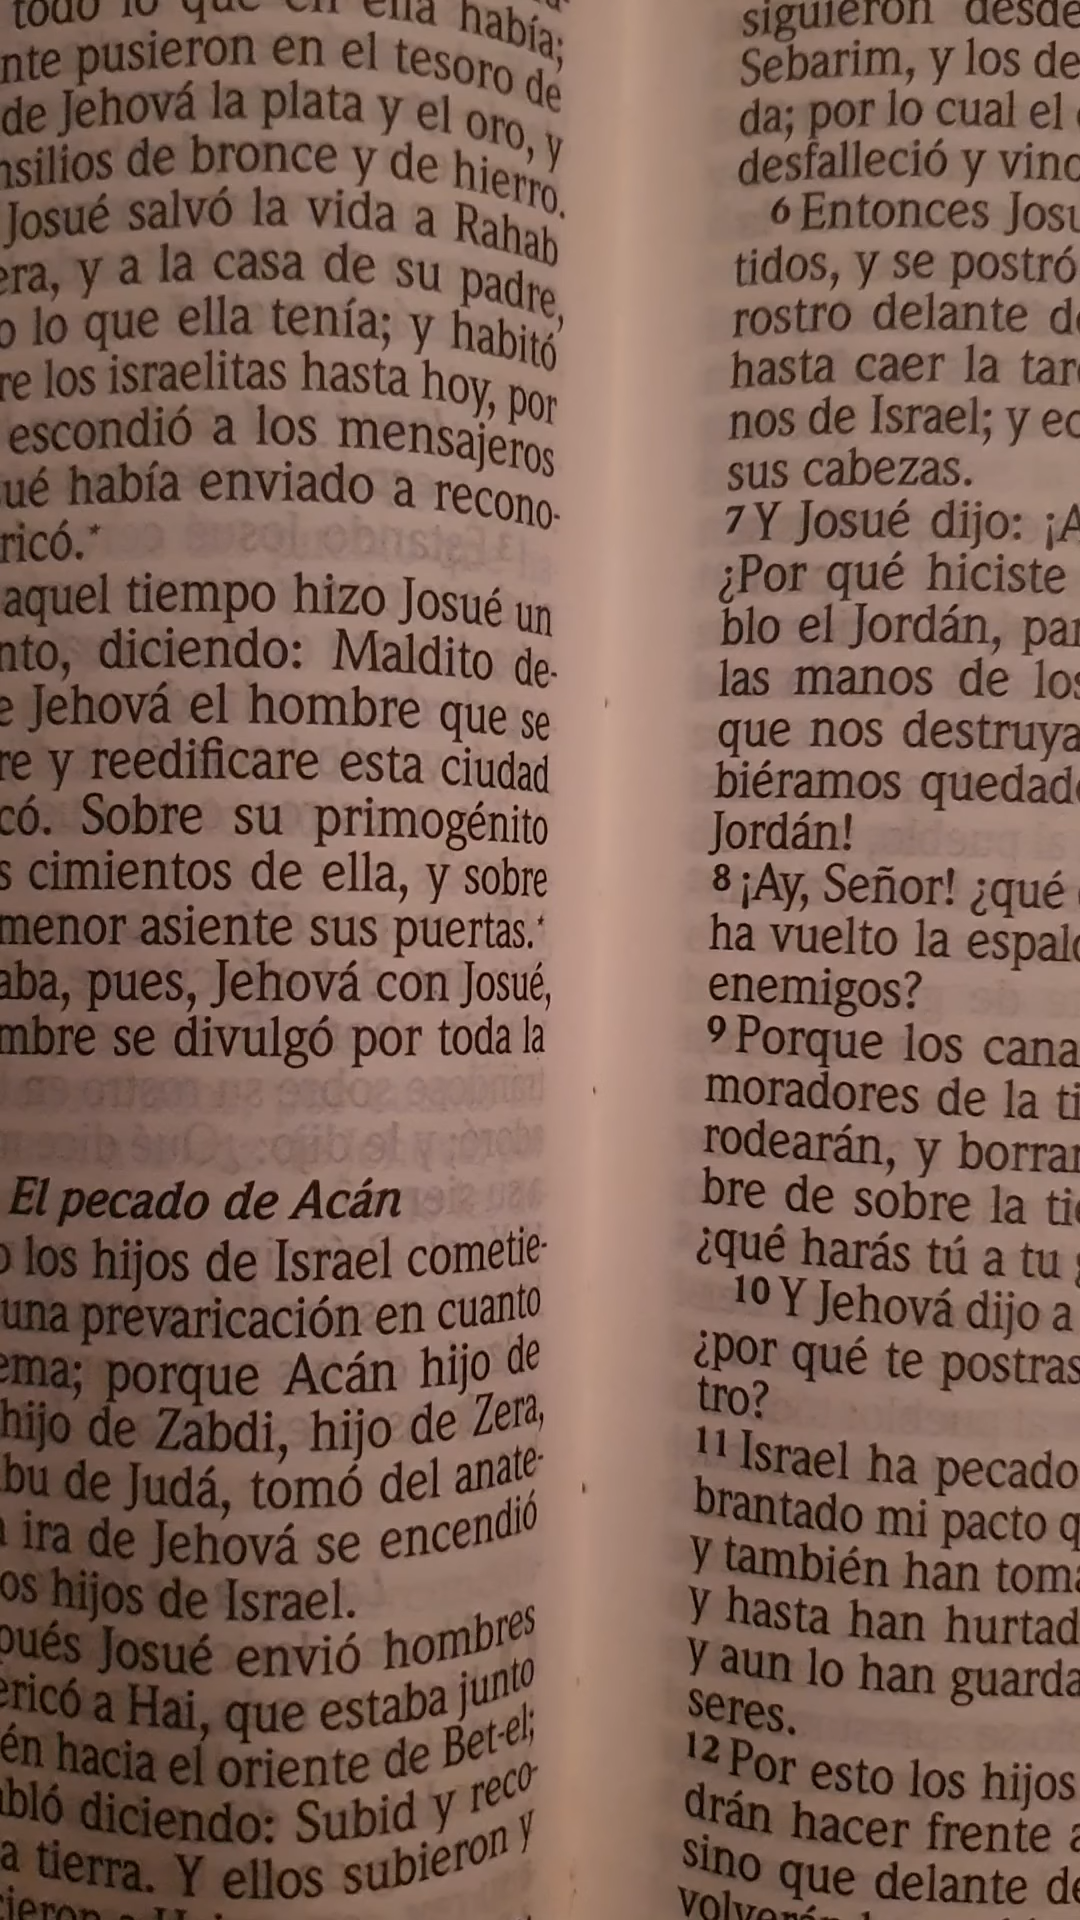 todo lo que en ella había;
nte pusieron en el tesoro de
de Jehová la plata y el oro, y
nsilios de bronce y de hierro.
Josué salvó la vida a Rahab
era, y a la casa de su padre,
o lo que ella tenía; y habitó
re los israelitas hasta hoy, por
escondió a los mensajeros
ué había enviado a recono-
ricó.*
aquel tiempo hizo Josué un
nto, diciendo: Maldito de-
e Jehová el hombre que se
re y reedificare esta ciudad
có. Sobre su primogénito
s cimientos de ella, y sobre
menor asiente sus puertas.*
aba, pues, Jehová con Josué,
mbre se divulgó por toda la
El pecado de Acán
o los hijos de Israel cometie-
una prevaricación en cuanto
ema; porque Acán hijo de
hijo de Zabdi, hijo de Zera,
bu de Judá, tomó del anate-
a ira de Jehová se encendió
os hijos de Israel.
pués Josué envió hombres
ericó a Hai, que estaba junto
én hacia el oriente de Bet-el;
bló diciendo: Subid y reco-
a tierra. Y ellos subieron y
siguieron desde
Sebarim, y los de
da; por lo cual el
desfalleció y vino
6 Entonces Josu
tidos, y se postró
rostro delante de
hasta caer la tar
nos de Israel; y ec
sus cabezas.
7 Y Josué dijo: ¡A
¿Por qué hiciste
blo el Jordán, par
las manos de los
que nos destruya
biéramos quedado
Jordán!
8 ¡Ay, Señor! ¿qué
ha vuelto la espald
enemigos?
9 Porque los cana
moradores de la ti
rodearán, y borrar
bre de sobre la tie
¿qué harás tú a tu
10 Y Jehová dijo a
¿por qué te postras
tro?
11 Israel ha pecado
brantado mi pacto q
y también han toma
y hasta han hurtad
y aun lo han guarda
seres.
12 Por esto los hijos
drán hacer frente a
sino que delante de